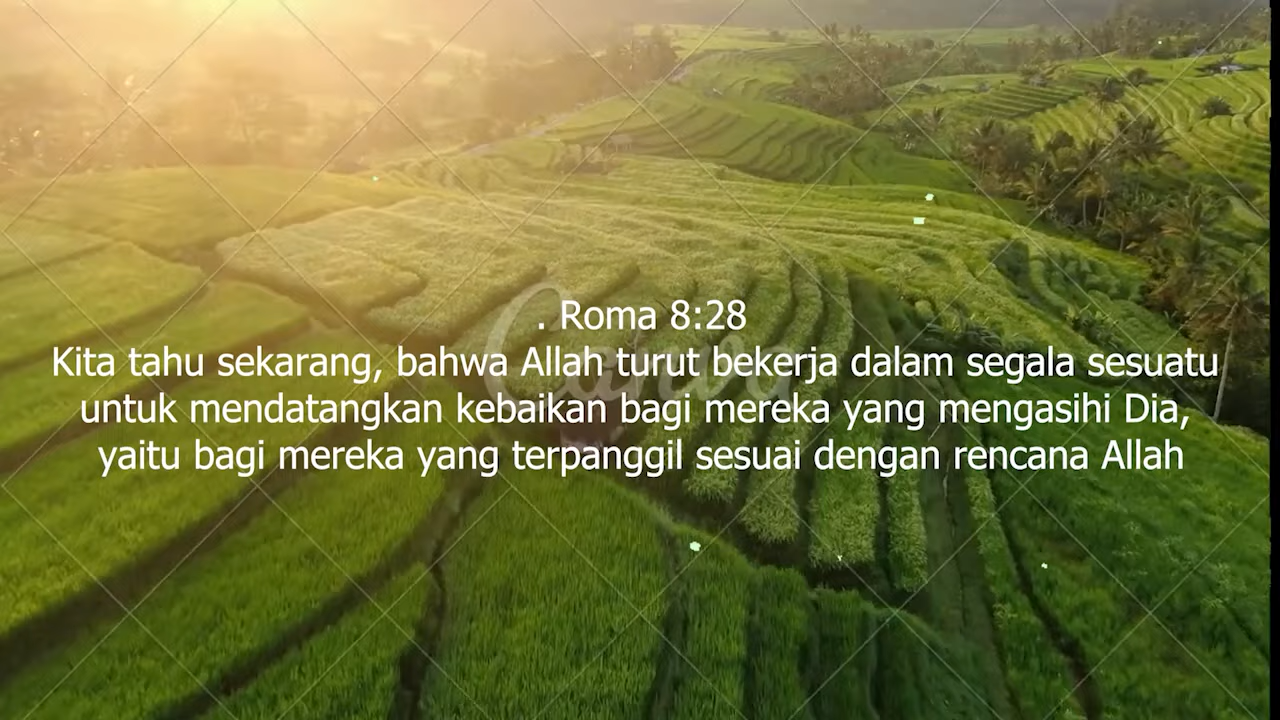 . Roma 8:28
Kita tahu sekarang, bahwa Allah turut bekerja dalam segala sesuatu
untuk mendatangkan kebaikan bagi mereka yang mengasihi Dia,
yaitu bagi mereka yang terpanggil sesuai dengan rencana Allah
Canva